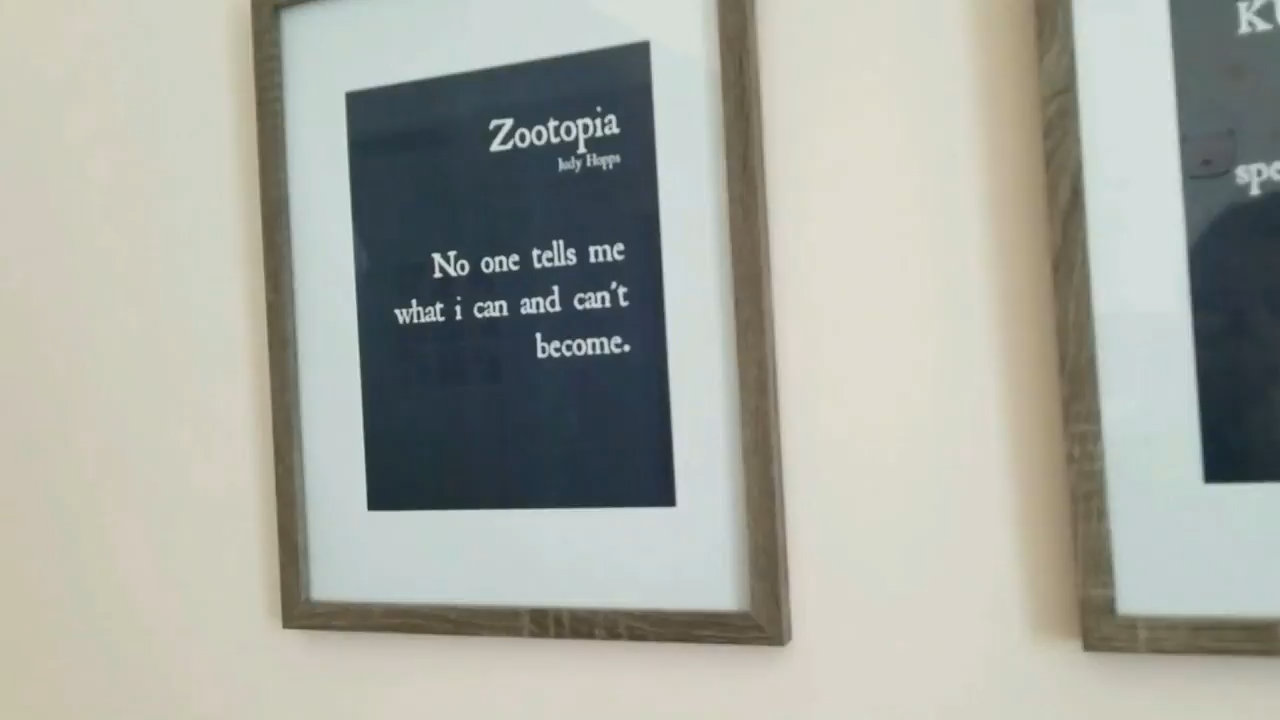 Zootopia
Judy Hopps
No one tells me
what i can and can't
become.